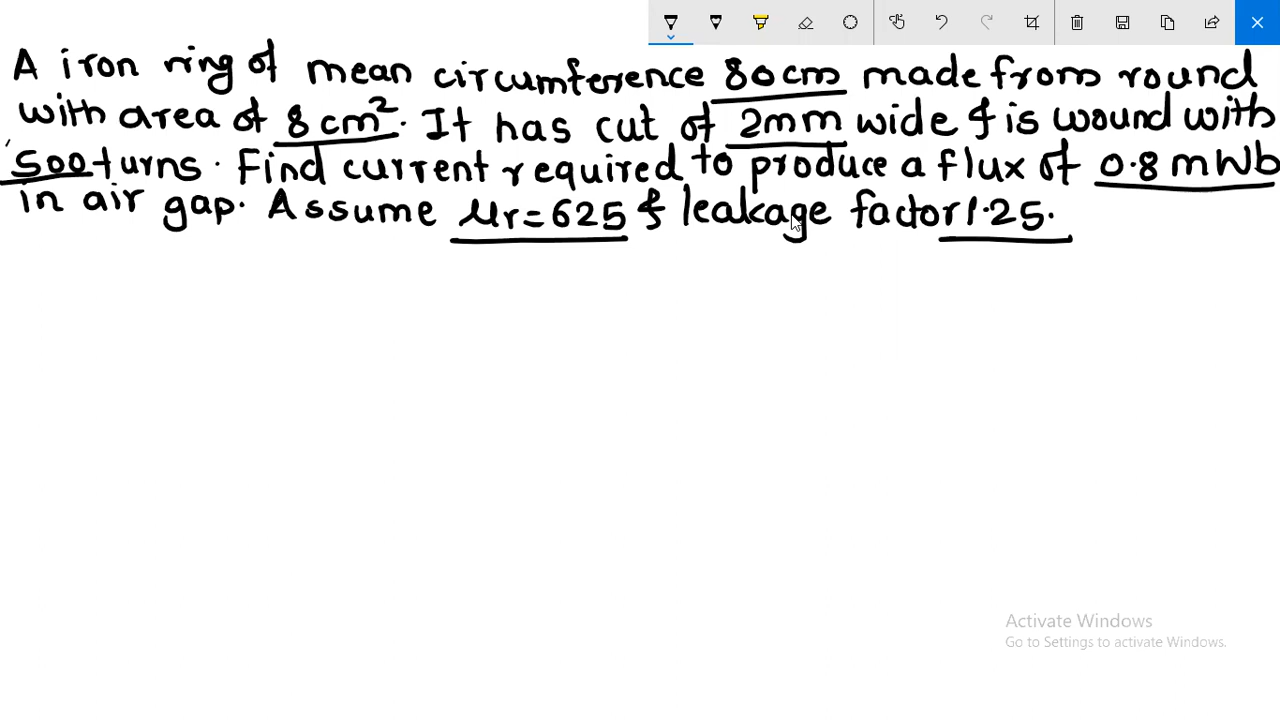 A iron ring of mean circumference 80cm made from round
with area of 8 cm². It has cut of 2mm wide & is wound with
500 turns. Find current required to produce a flux of 0.8 mWb
in air gap. Assume μr=625 & leakage factor 1.25.
Activate Windows
Go to Settings to activate Windows.